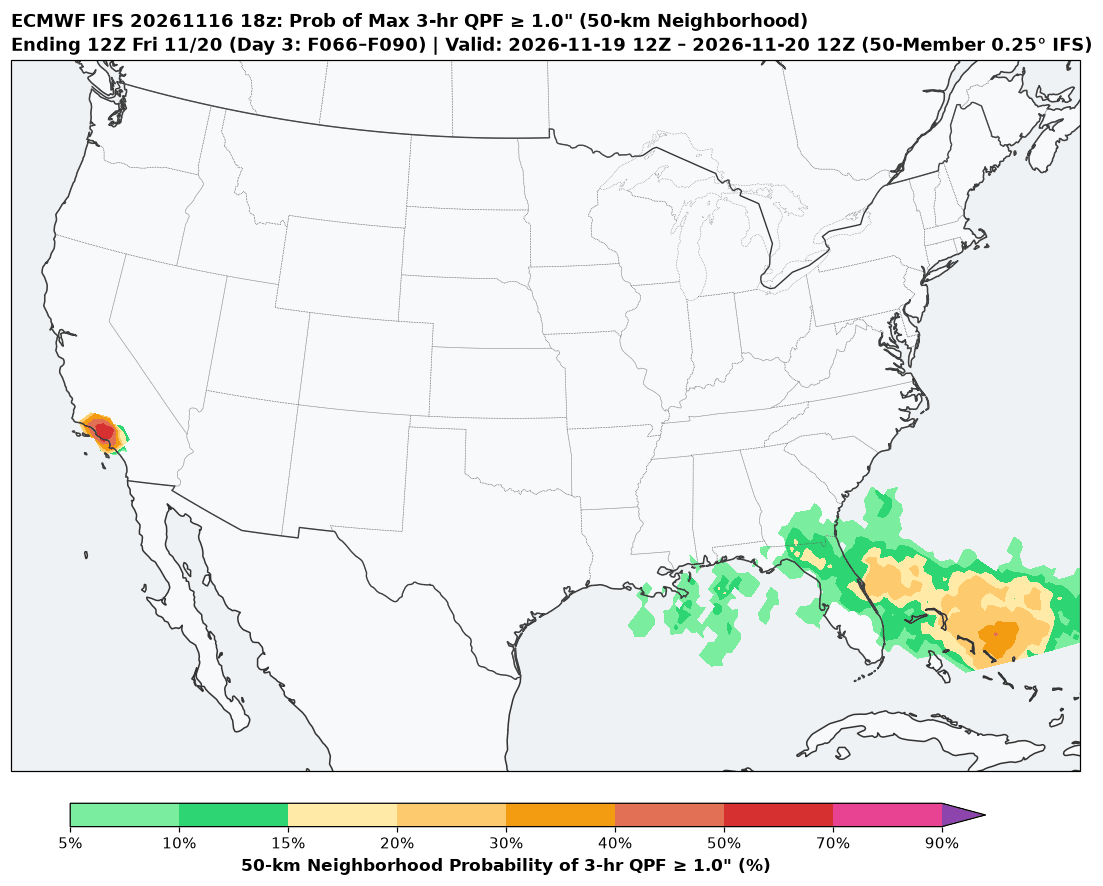 ECMWF IFS 20261116 18z: Prob of Max 3-hr QPF ≥ 1.0" (50-km Neighborhood)
Ending 12Z Fri 11/20 (Day 3: F066–F090) | Valid: 2026-11-19 12Z – 2026-11-20 12Z (50-Member 0.25° IFS)
5% 10% 15% 20% 30% 40% 50% 70% 90%
50-km Neighborhood Probability of 3-hr QPF ≥ 1.0" (%)